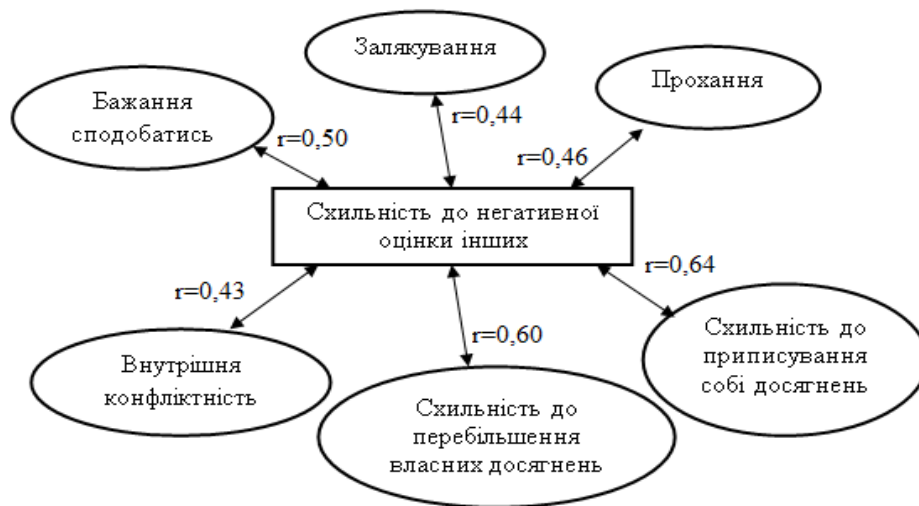 Залякування
Бажання
сподобатись
Прохання
r=0,44
r=0,50
r=0,46
Схильність до негативної
оцінки інших
r=0,43
r=0,64
r=0,60
Внутрішня
конфліктність
Схильність до
перебільшення
власних досягнень
Схильність до
приписування
собі досягнень